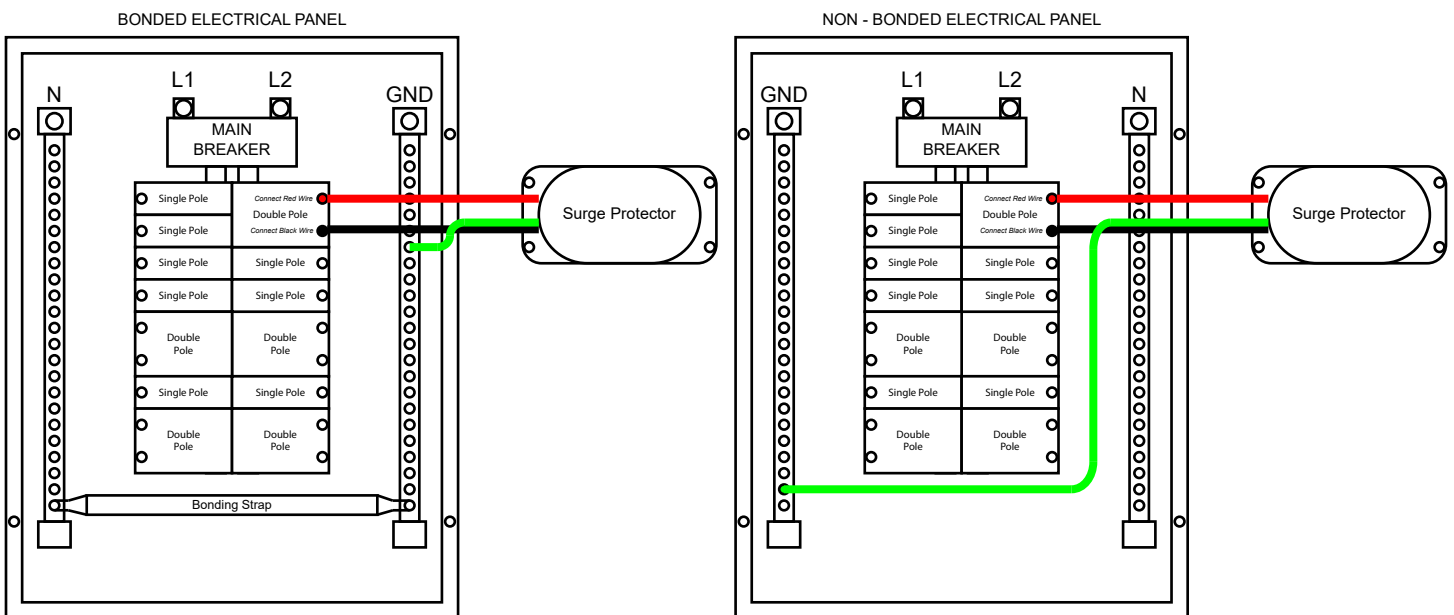 BONDED ELECTRICAL PANEL
N
L1
L2
GND
MAIN
BREAKER
Single Pole
Connect Red Wire
Double Pole
Single Pole
Connect Black Wire
Single Pole
Single Pole
Single Pole
Single Pole
Double
Pole
Double
Pole
Single Pole
Single Pole
Double
Pole
Double
Pole
Bonding Strap
Surge Protector
NON - BONDED ELECTRICAL PANEL
GND
L1
L2
N
MAIN
BREAKER
Single Pole
Connect Red Wire
Double Pole
Single Pole
Connect Black Wire
Single Pole
Single Pole
Single Pole
Single Pole
Double
Pole
Double
Pole
Single Pole
Single Pole
Double
Pole
Double
Pole
Surge Protector